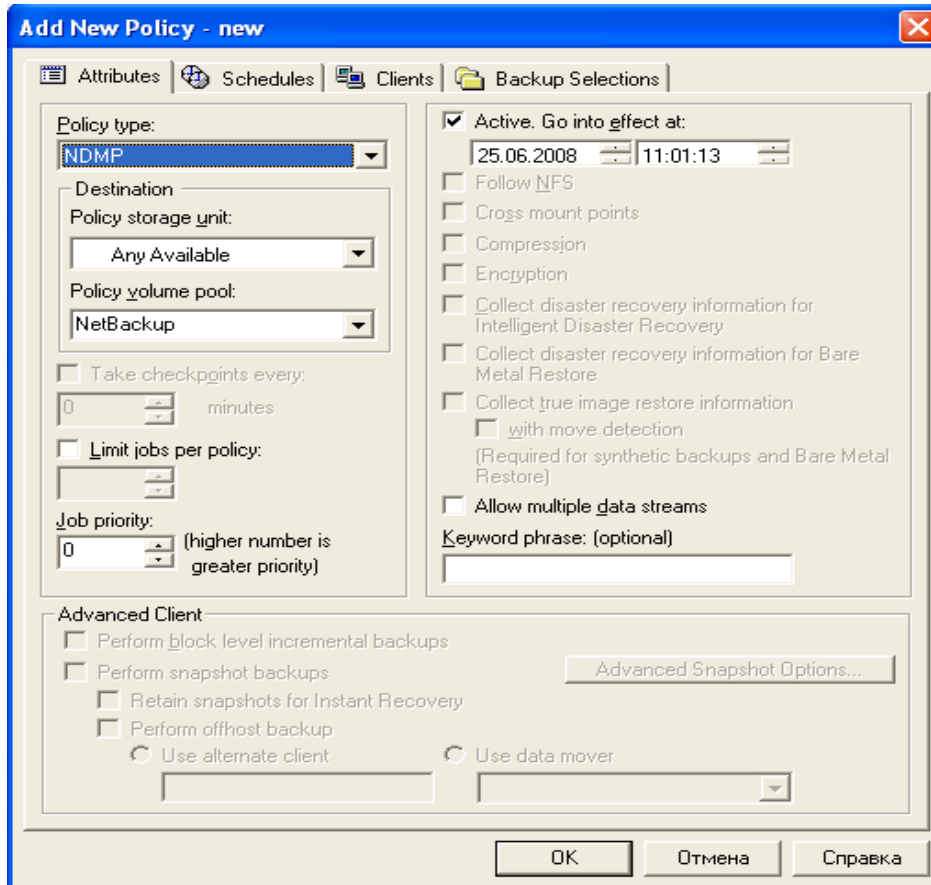 Add New Policy - new
Attributes
Schedules
Clients
Backup Selections
Policy type:
NDMP
Destination
Policy storage unit:
Any Available
Policy volume pool:
NetBackup
Take checkpoints every:
0
minutes
Limit jobs per policy:
Job priority:
0
(higher number is
greater priority)
Active. Go into effect at:
25.06.2008
11:01:13
Follow NFS
Cross mount points
Compression
Encryption
Collect disaster recovery information for
Intelligent Disaster Recovery
Collect disaster recovery information for Bare
Metal Restore
Collect true image restore information
with move detection
(Required for synthetic backups and Bare Metal
Restore)
Allow multiple data streams
Keyword phrase: (optional)
Advanced Client
Perform block level incremental backups
Perform snapshot backups
Advanced Snapshot Options...
Retain snapshots for Instant Recovery
Perform offhost backup
Use alternate client
Use data mover
OK
Отмена
Справка